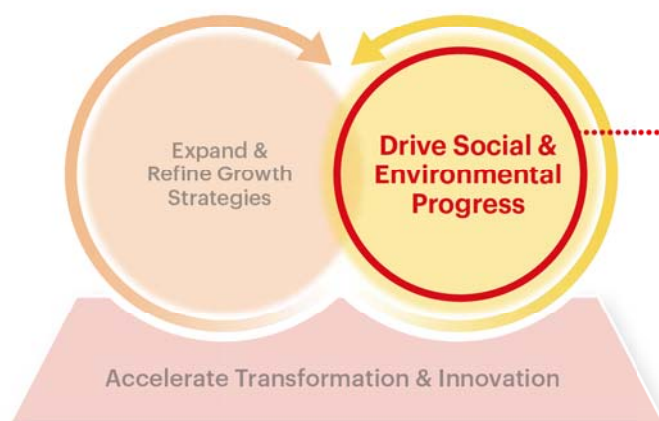 Expand &
Refine Growth
Strategies
Drive Social &
Environmental
Progress
Accelerate Transformation & Innovation